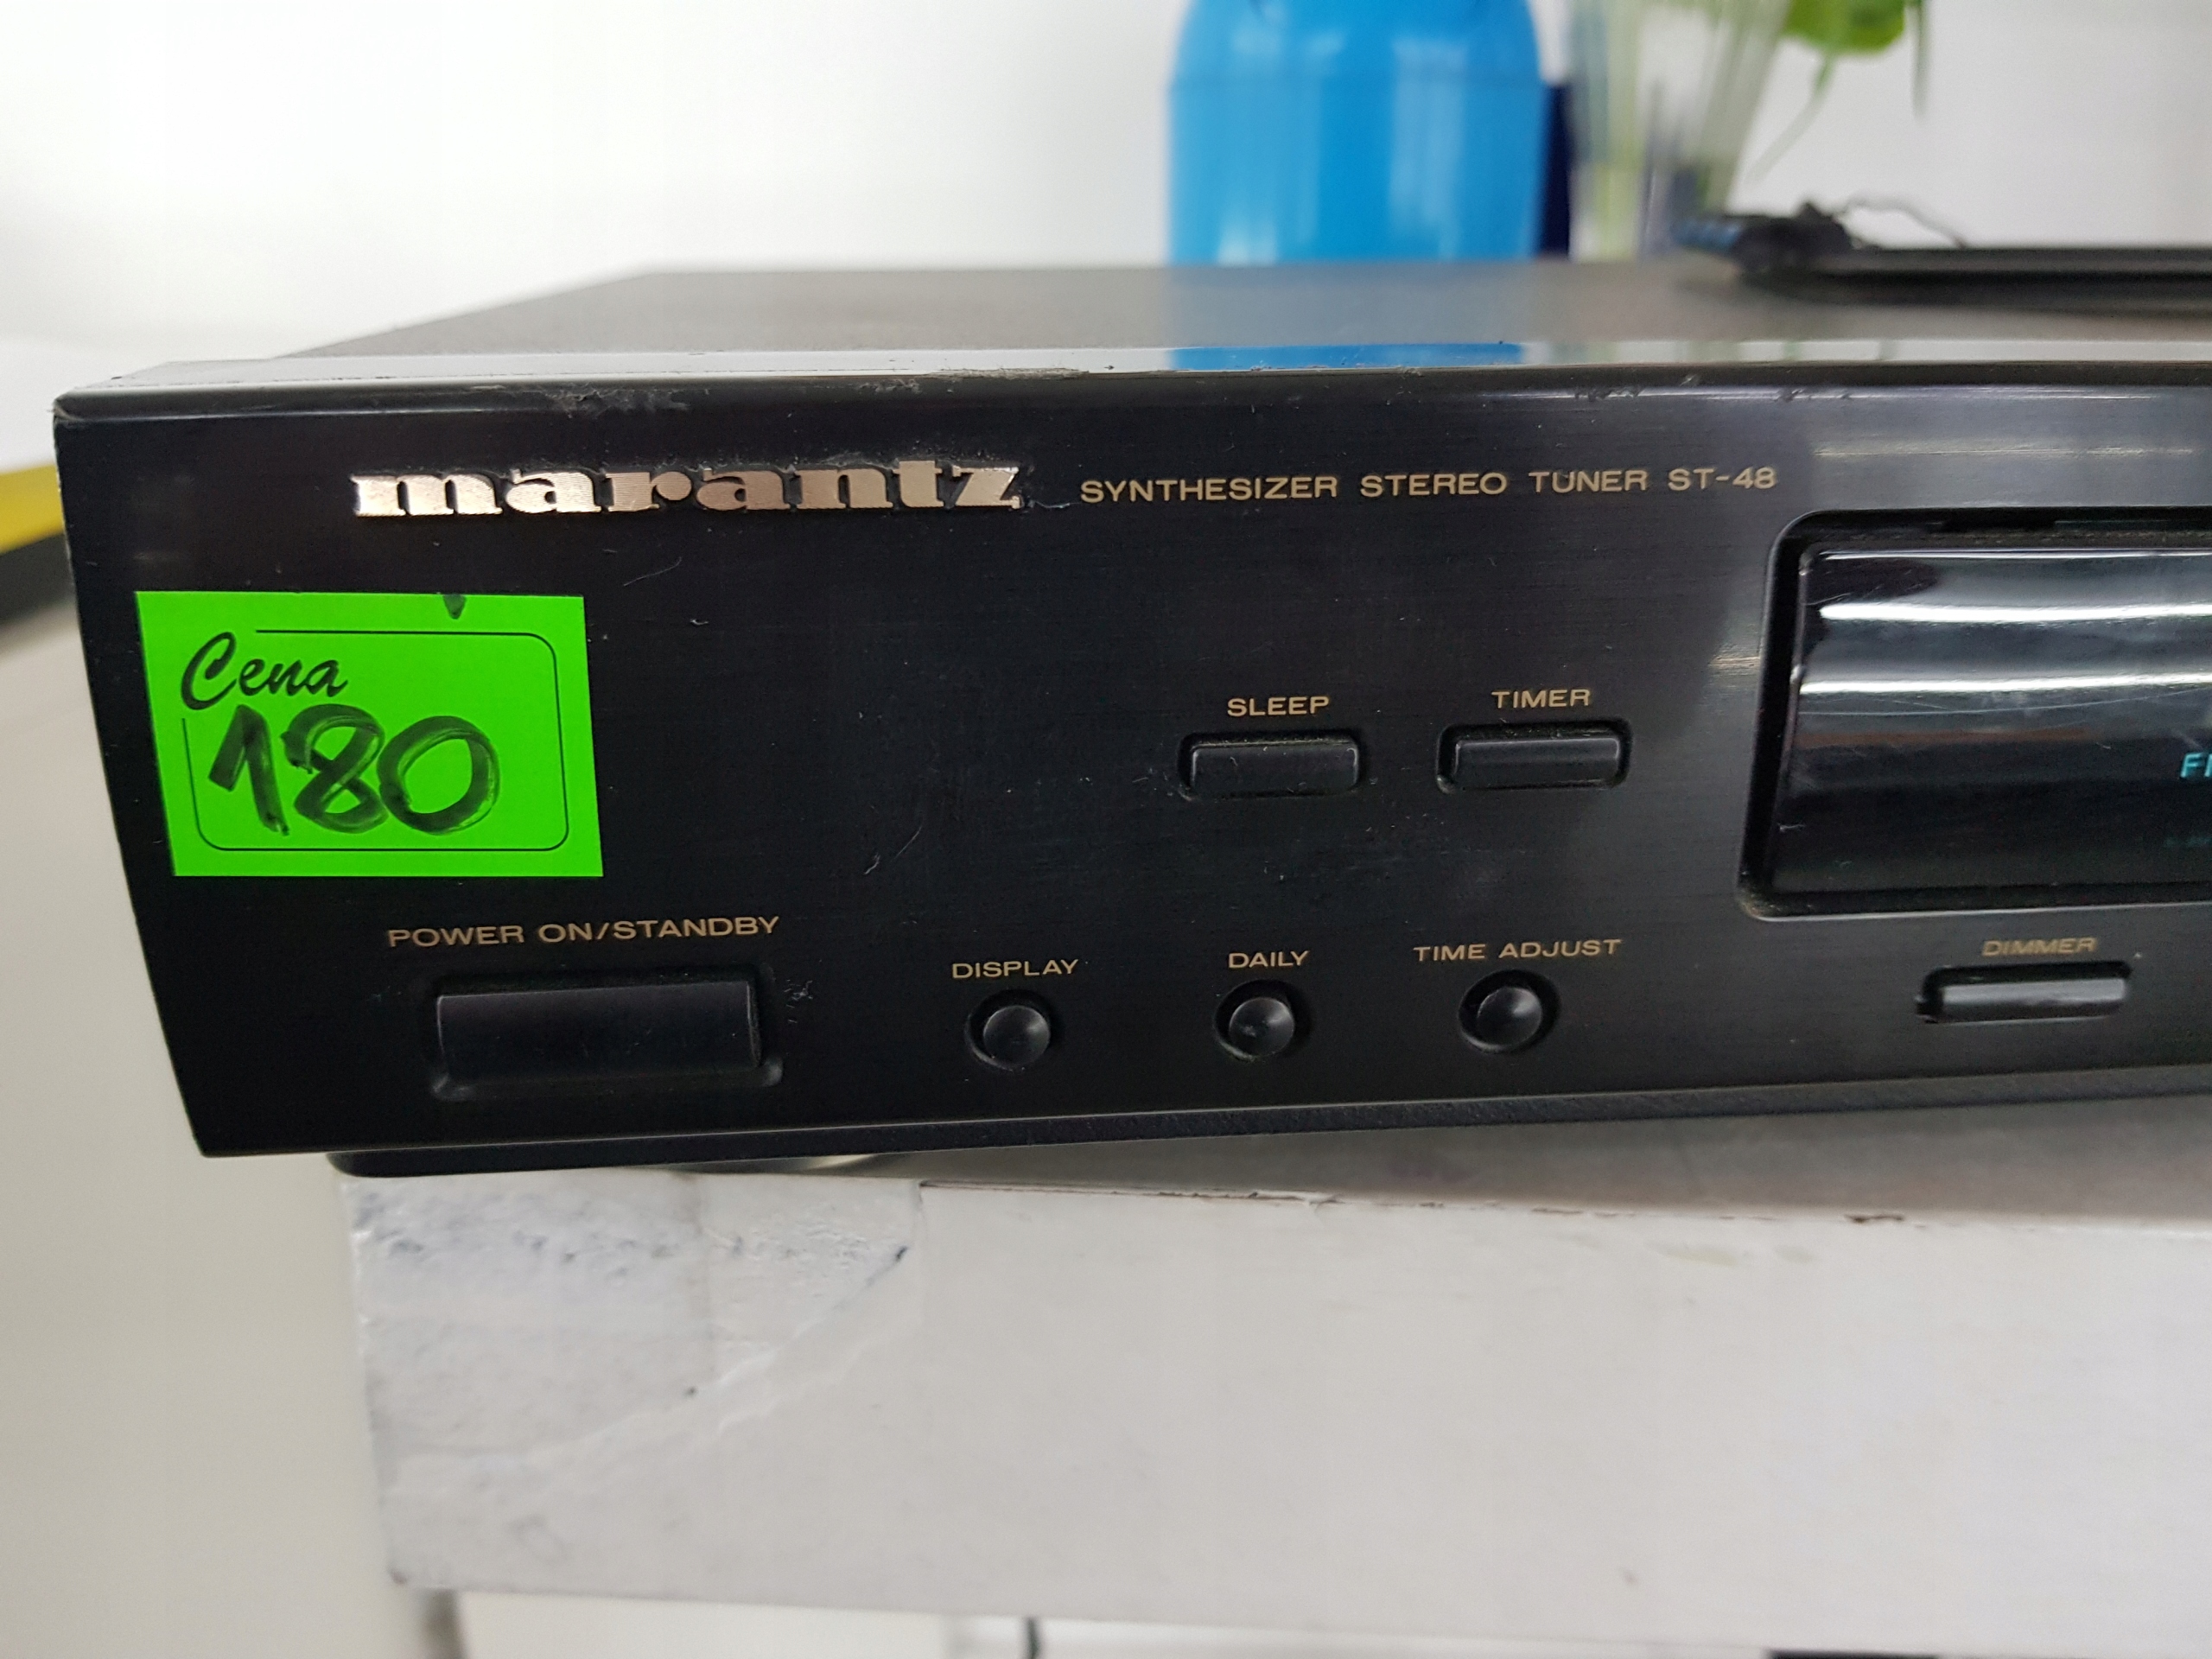 marantz SYNTHESIZER STEREO TUNER ST-48
Cena
180
SLEEP TIMER
POWER ON/STANDBY
DISPLAY DAILY TIME ADJUST DIMMER